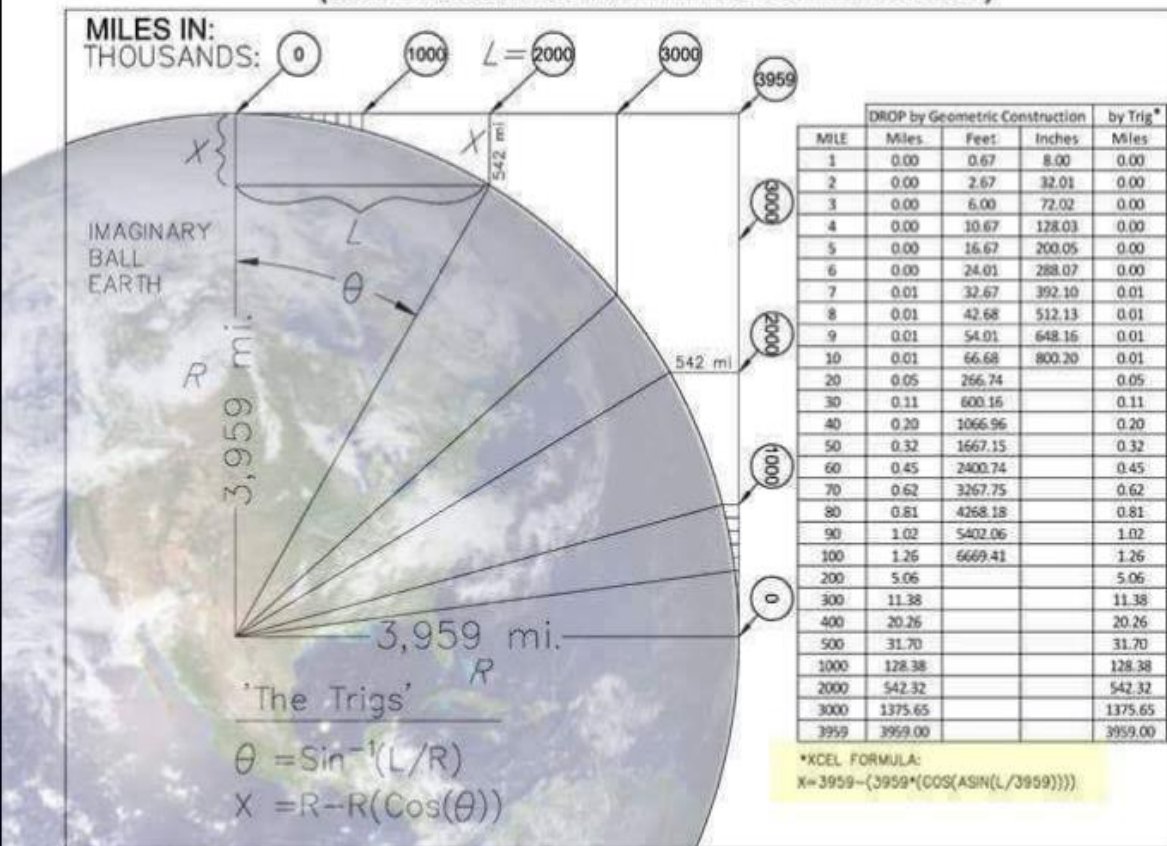 MILES IN:
THOUSANDS: 0 1000 L=2000 3000 3959
X X 542 mi
3000
IMAGINARY
BALL
EARTH
L
θ
2000
542 mi
R 3,959 mi.
1000
0
3,959 mi.
R
'The Trigs'
θ =Sin⁻¹(L/R)
X =R-R(Cos(θ))
DROP by Geometric Construction by Trig*
MILE Miles Feet Inches Miles
1 0.00 0.67 8.00 0.00
2 0.00 2.67 32.01 0.00
3 0.00 6.00 72.02 0.00
4 0.00 10.67 128.03 0.00
5 0.00 16.67 200.05 0.00
6 0.00 24.01 288.07 0.00
7 0.01 32.67 392.10 0.01
8 0.01 42.68 512.13 0.01
9 0.01 54.01 648.16 0.01
10 0.01 66.68 800.20 0.01
20 0.05 266.74 0.05
30 0.11 600.16 0.11
40 0.20 1066.96 0.20
50 0.32 1667.15 0.32
60 0.45 2400.74 0.45
70 0.62 3267.75 0.62
80 0.81 4268.18 0.81
90 1.02 5402.06 1.02
100 1.26 6669.41 1.26
200 5.06 5.06
300 11.38 11.38
400 20.26 20.26
500 31.70 31.70
1000 128.38 128.38
2000 542.32 542.32
3000 1375.65 1375.65
3959 3959.00 3959.00
*XCEL FORMULA:
X=3959-(3959*(COS(ASIN(L/3959))))